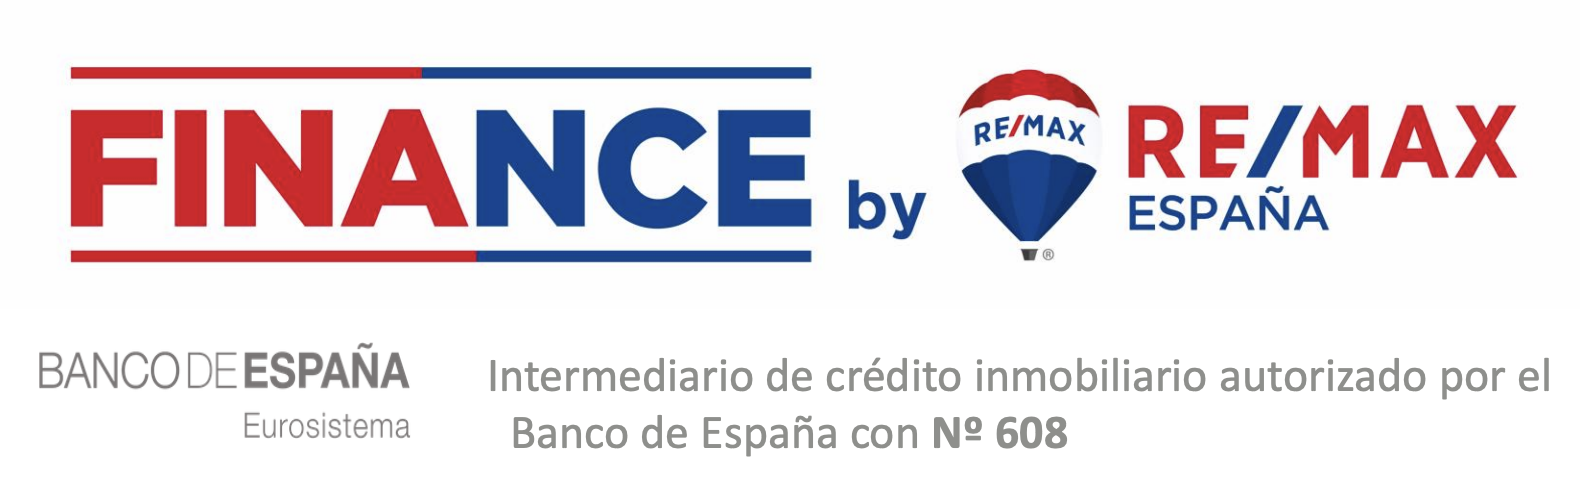 FINANCE by RE/MAX RE/MAX
ESPAÑA
®
BANCO DE ESPAÑA
Eurosistema
Intermediario de crédito inmobiliario autorizado por el
Banco de España con Nº 608